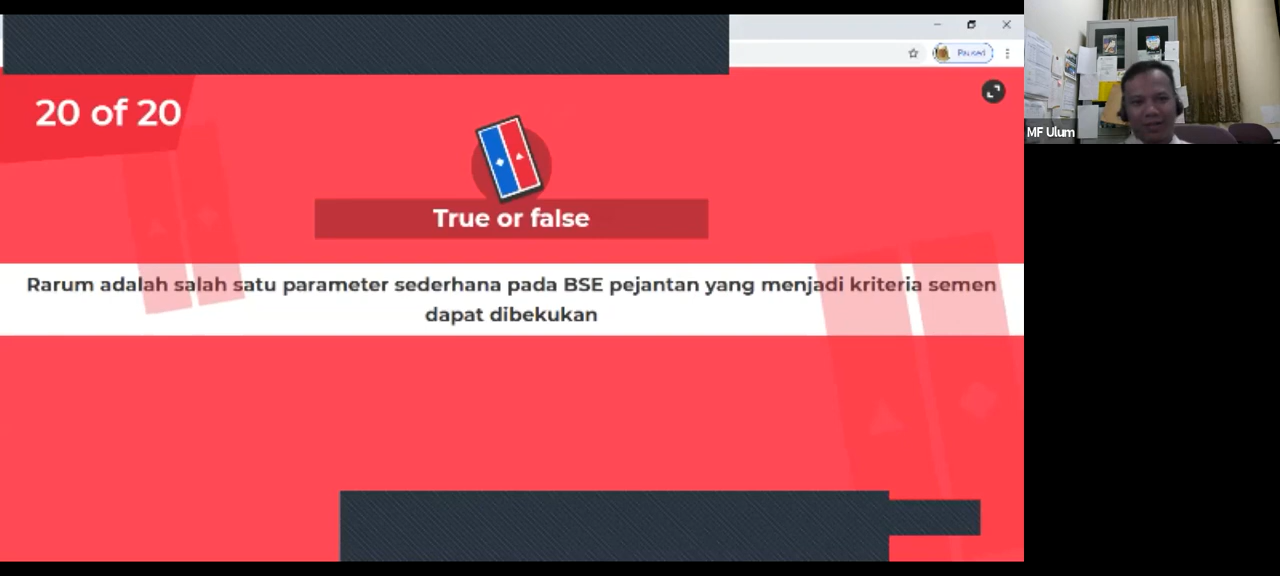 20 of 20
True or false
Rarum adalah salah satu parameter sederhana pada BSE pejantan yang menjadi kriteria semen
dapat dibekukan
MF Ulum